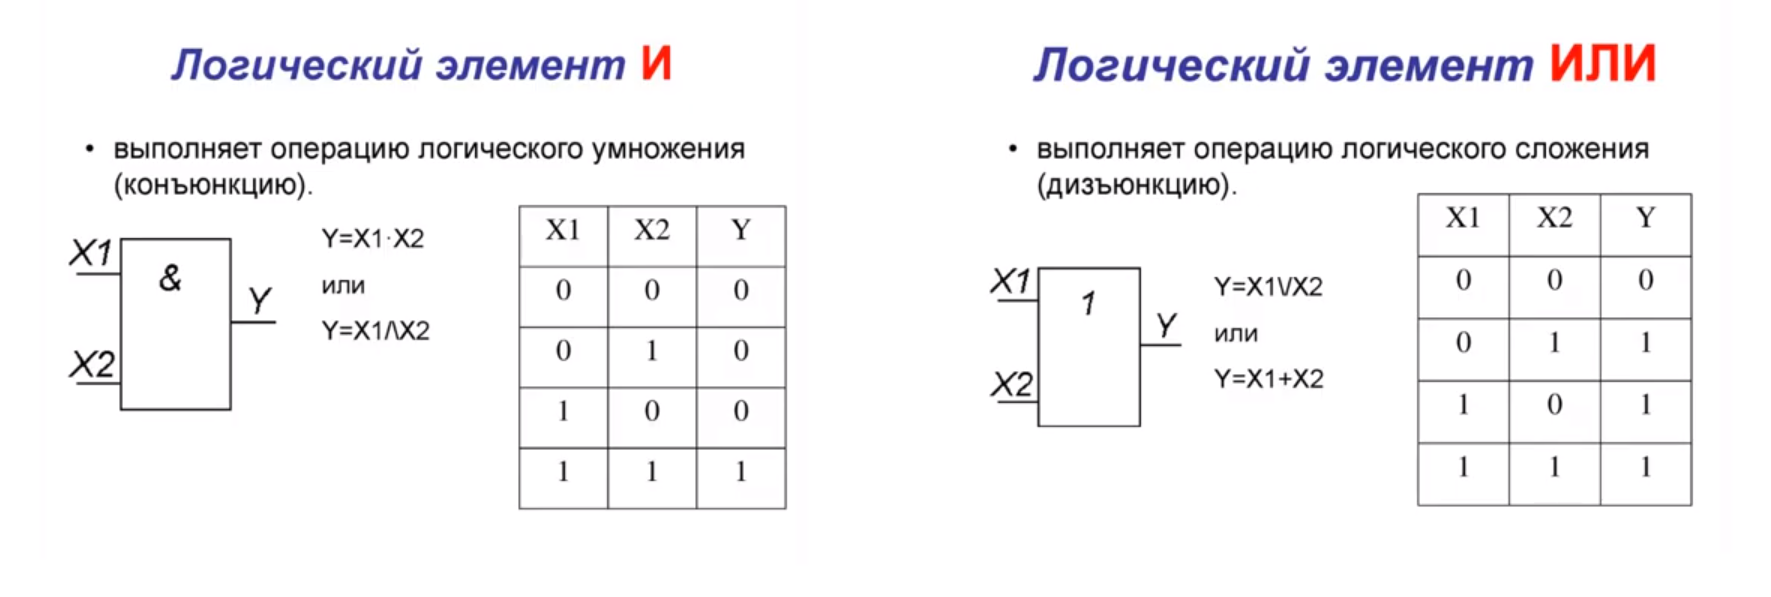 Логический элемент И
• выполняет операцию логического умножения
(конъюнкцию).
X1
&
X2
Y
Y=X1·X2
или
Y=X1/\X2
X1 X2 Y
0 0 0
0 1 0
1 0 0
1 1 1
Логический элемент ИЛИ
• выполняет операцию логического сложения
(дизъюнкцию).
X1
1
X2
Y
Y=X1\/X2
или
Y=X1+X2
X1 X2 Y
0 0 0
0 1 1
1 0 1
1 1 1